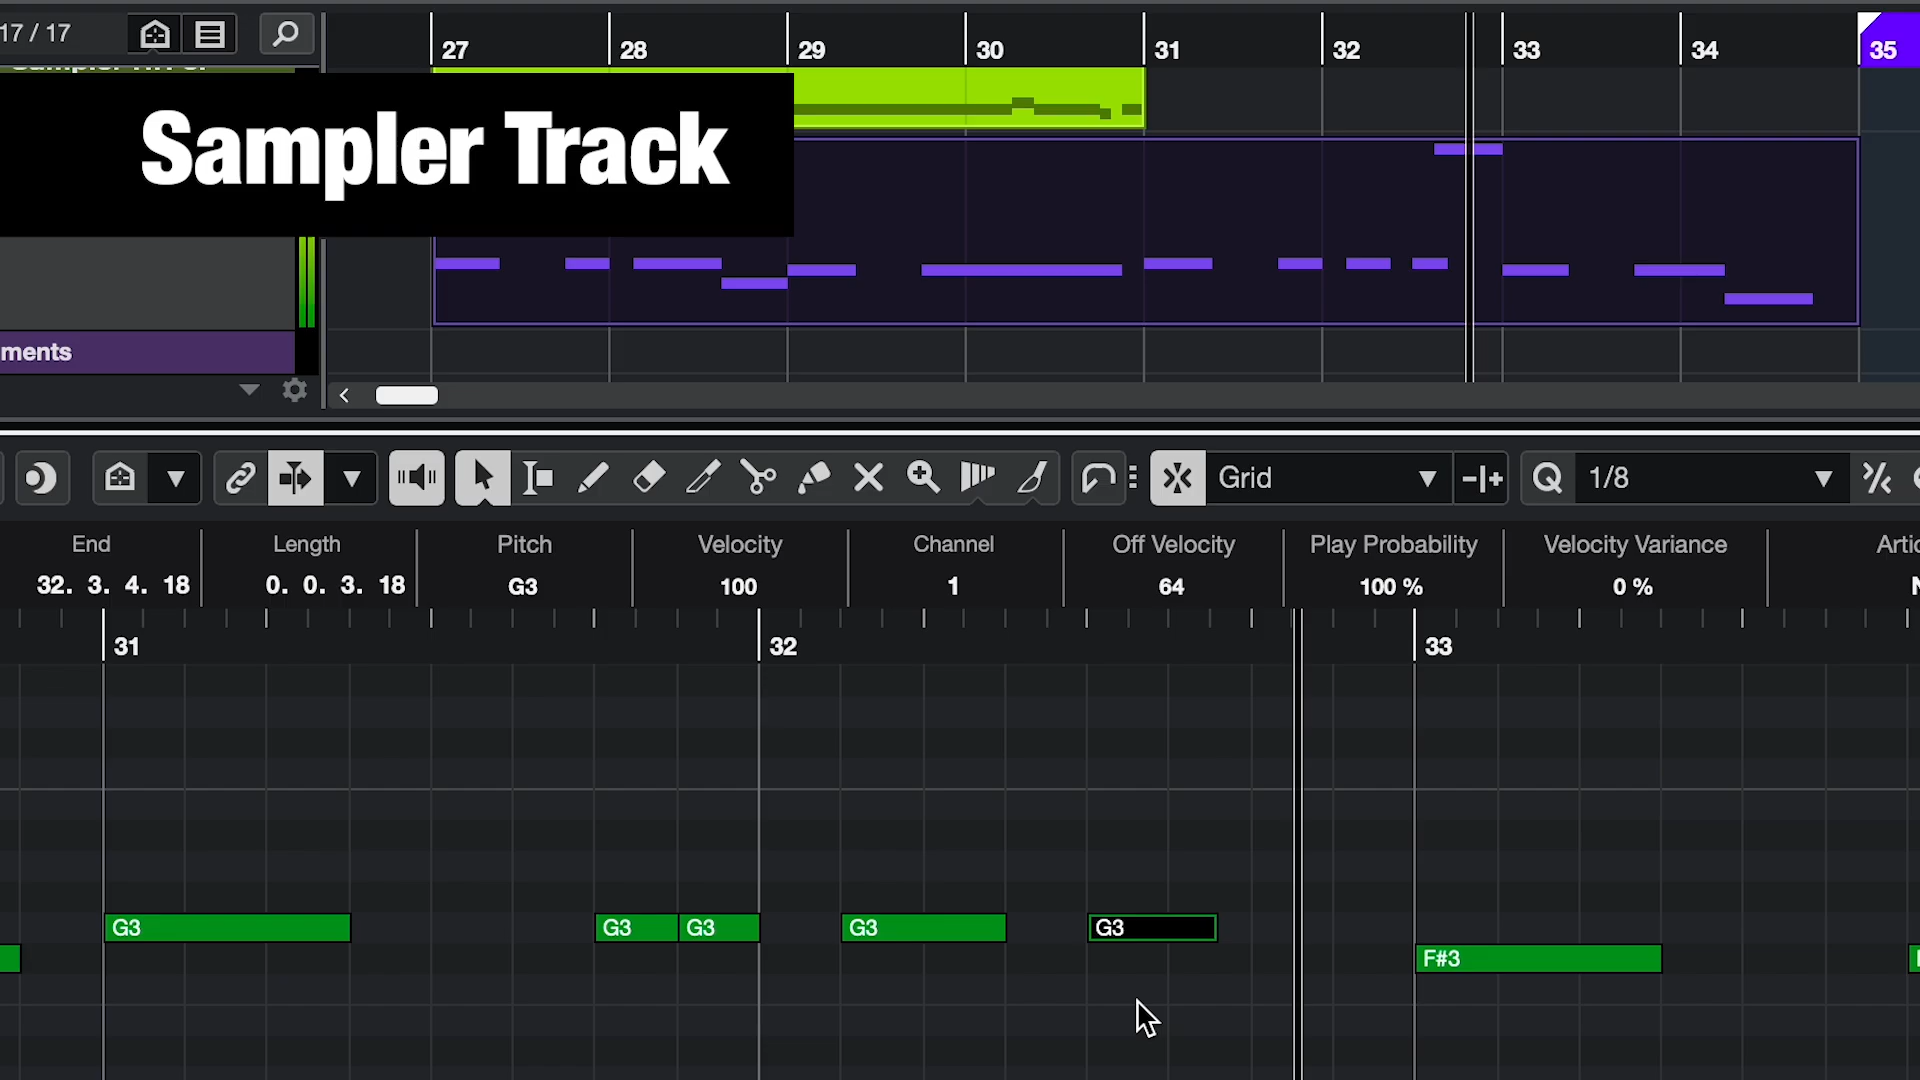 17 / 17
27 28 29 30 31 32 33 34 35
Sampler Track
ments
Grid
1/8
End Length Pitch Velocity Channel Off Velocity Play Probability Velocity Variance
32. 3. 4. 18 0. 0. 3. 18 G3 100 1 64 100 % 0 %
31 32 33
G3 G3 G3 G3 G3
F#3